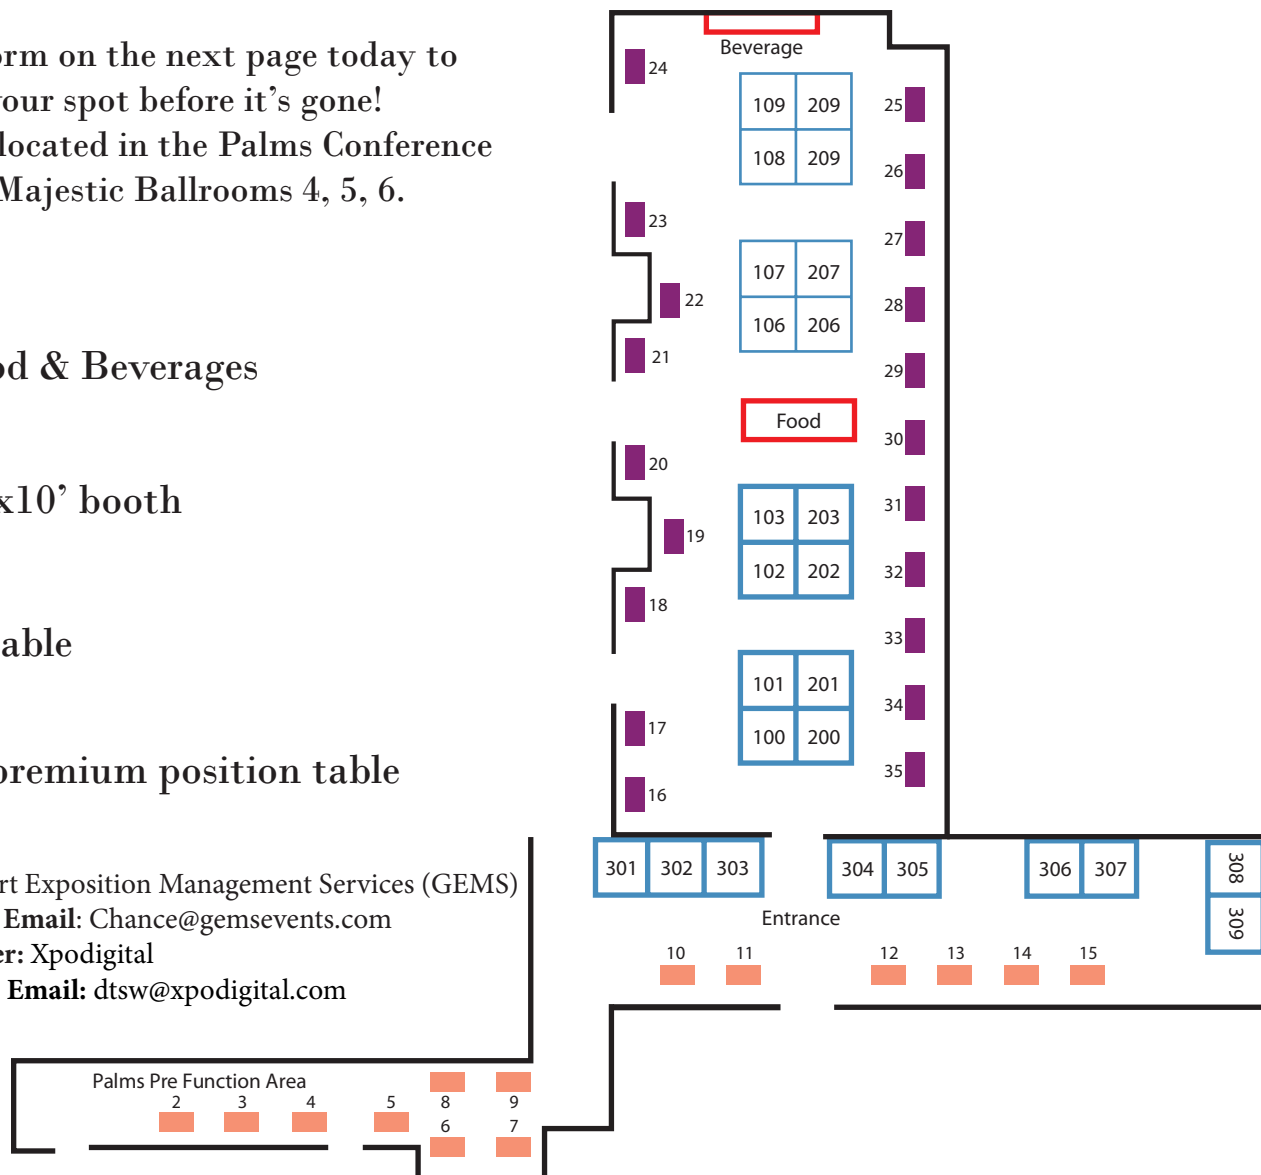 orm on the next page today to
your spot before it’s gone!
located in the Palms Conference
Majestic Ballrooms 4, 5, 6.
od & Beverages
x10’ booth
able
premium position table
rt Exposition Management Services (GEMS)
Email: Chance@gemsevents.com
er: Xpodigital
Email: dtsw@xpodigital.com
Beverage
24
109 209
108 209
25
26
23
27
107 207
106 206
22
28
21
29
Food
30
20
31
103 203
102 202
19
32
18
33
101 201
100 200
34
17
35
16
301 302 303
304 305
306 307
308
309
Entrance
10 11
12 13 14 15
Palms Pre Function Area
2 3 4 5 8 9
6 7